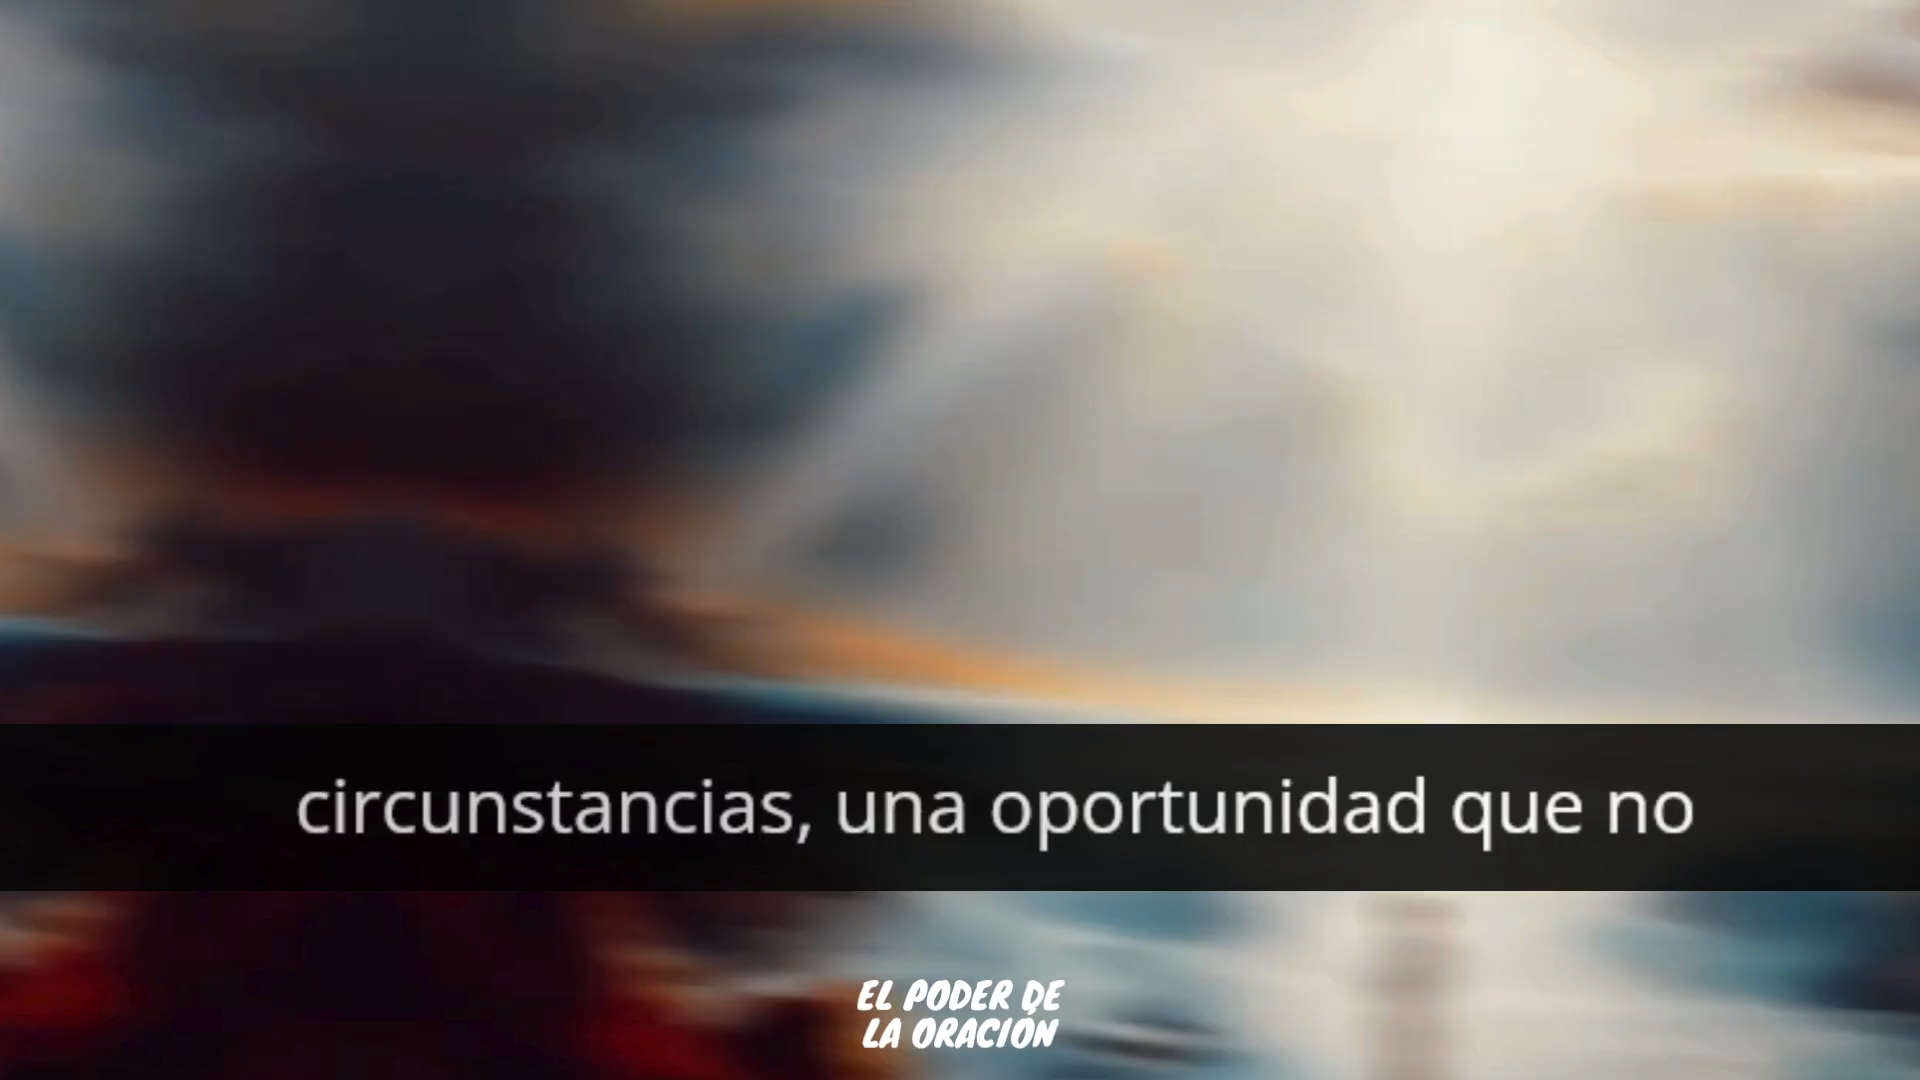 circunstancias, una oportunidad que no
EL PODER DE
LA ORACIÓN